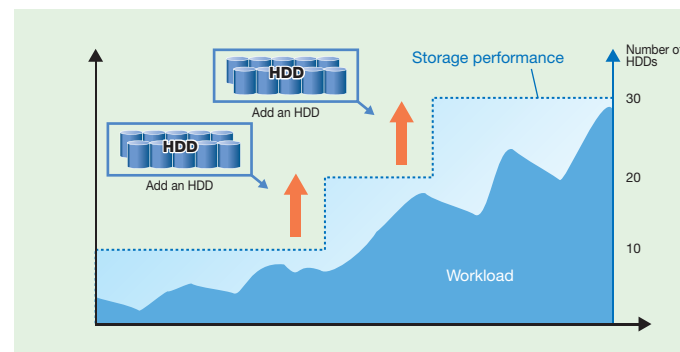 Storage performance
Number of
HDDs
HDD
Add an HDD
30
HDD
Add an HDD
20
10
Workload